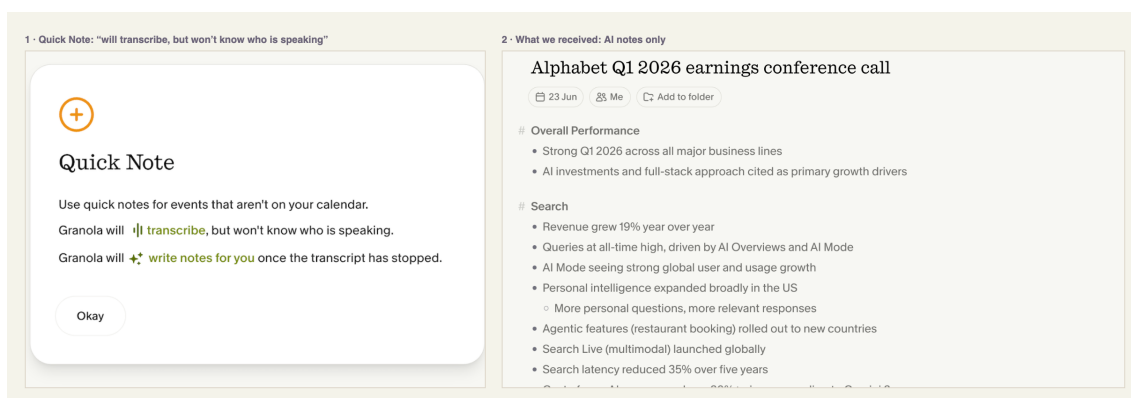 1 · Quick Note: “will transcribe, but won’t know who is speaking”
Quick Note
Use quick notes for events that aren't on your calendar.
Granola will transcribe, but won't know who is speaking.
Granola will write notes for you once the transcript has stopped.
Okay
2 · What we received: AI notes only
Alphabet Q1 2026 earnings conference call
23 Jun Me Add to folder
# Overall Performance
• Strong Q1 2026 across all major business lines
• AI investments and full-stack approach cited as primary growth drivers
# Search
• Revenue grew 19% year over year
• Queries at all-time high, driven by AI Overviews and AI Mode
• AI Mode seeing strong global user and usage growth
• Personal intelligence expanded broadly in the US
○ More personal questions, more relevant responses
• Agentic features (restaurant booking) rolled out to new countries
• Search Live (multimodal) launched globally
• Search latency reduced 35% over five years